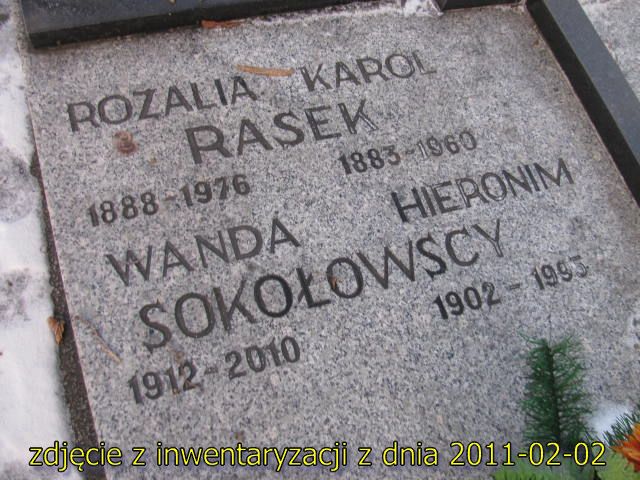 ROZALIA KAROL
RASEK
1888-1976 1883-1960
WANDA HIERONIM
SOKOŁOWSCY
1912-2010 1902-1993
zdjęcie z inwentaryzacji z dnia 2011-02-02